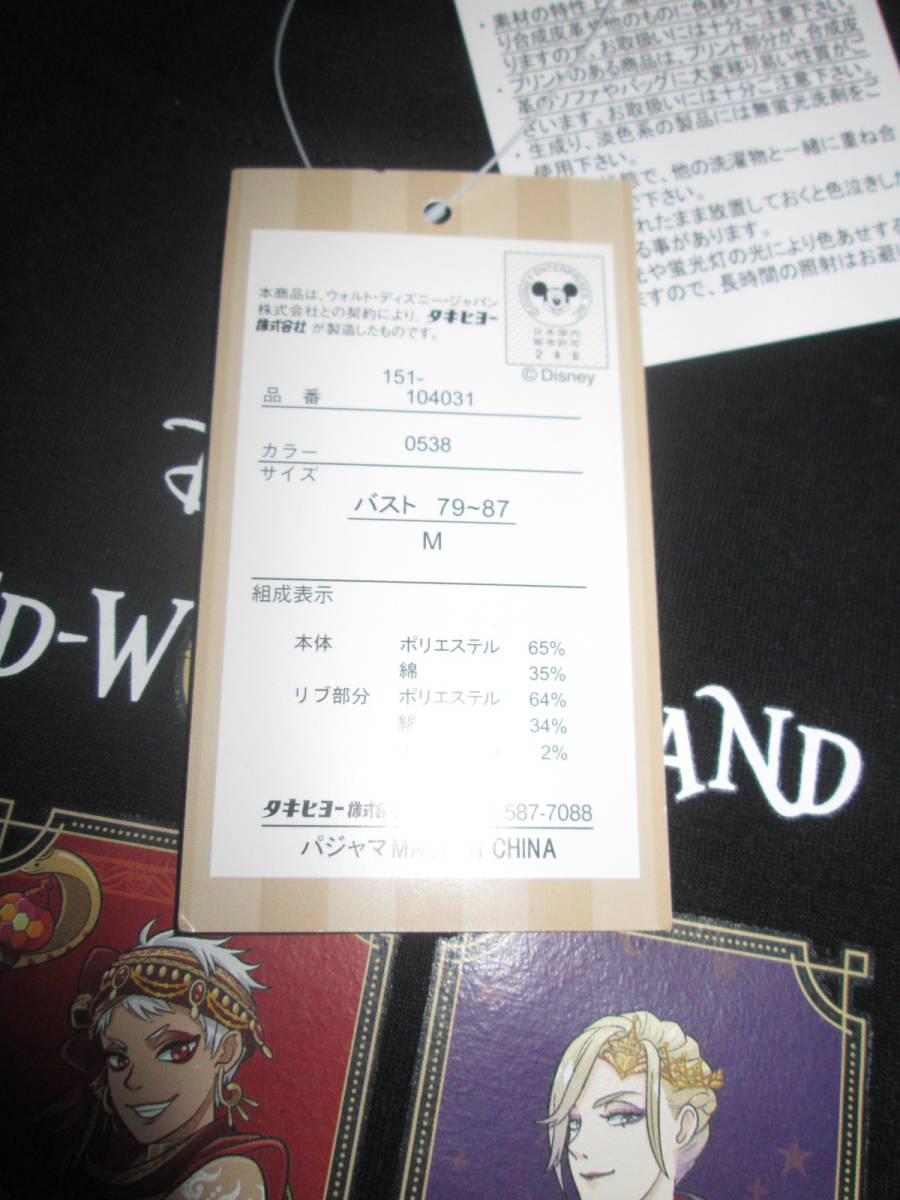 素材の特性上、
り合成皮革や他のものに色移りする
りますので、お取扱いには十分ご注意下さい。
・プリントのある商品は、プリント部分が、合成皮
革のソファやバッグに大変移り易い性質がご
ざいます。お取扱いには十分ご注意下さい。
・生成り、淡色系の製品には無蛍光洗剤をご
使用下さい。
で、他の洗濯物と一緒に重ね合
下さい。
れたまま放置しておくと色泣きしか
る事があります。
や蛍光灯の光により色あせする
ますので、長時間の照射はお避け
本商品は、ウォルト・ディズニー・ジャパン
株式会社との契約により、タキヒヨー
株式会社が製造したものです。
DISNEY ENTERPRISES, INC.
日本国内
販売許可
246
© Disney
151-
品番 104031
カラー 0538
サイズ
バスト 79~87
M
組成表示
本体 ポリエステル 65%
綿 35%
リブ部分 ポリエステル 64%
綿 34%
2%
タキヒヨー株式会 587-7088
パジャマ MADE IN CHINA
D-W AND